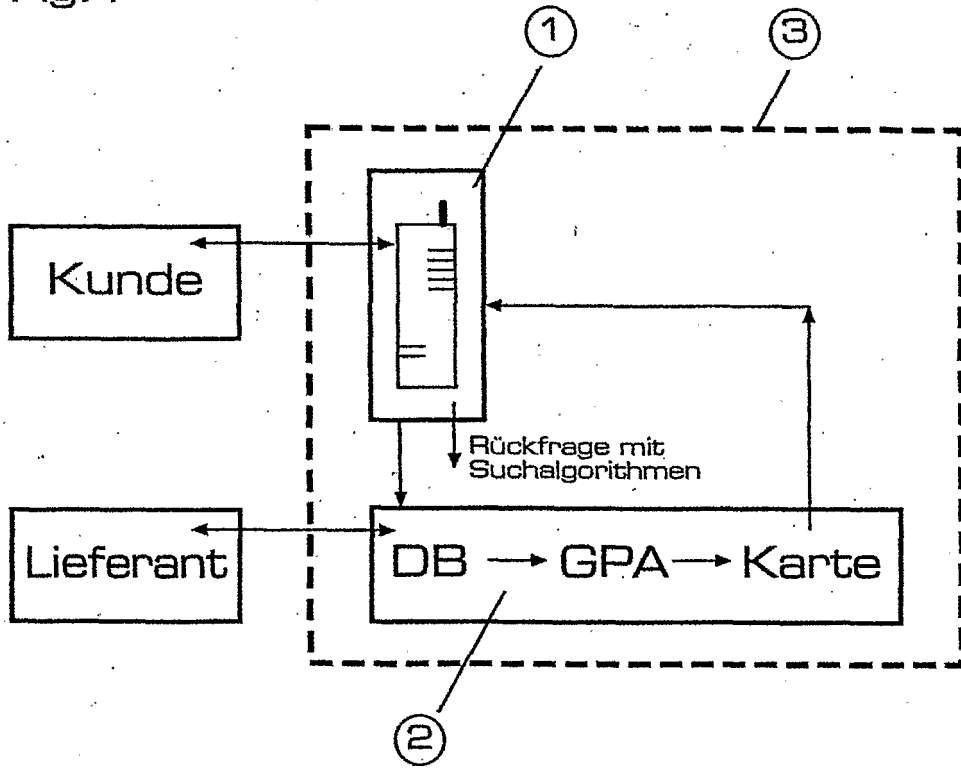 1
3
Kunde
Rückfrage mit
Suchalgorithmen
Lieferant
DB
GPA
Karte
2